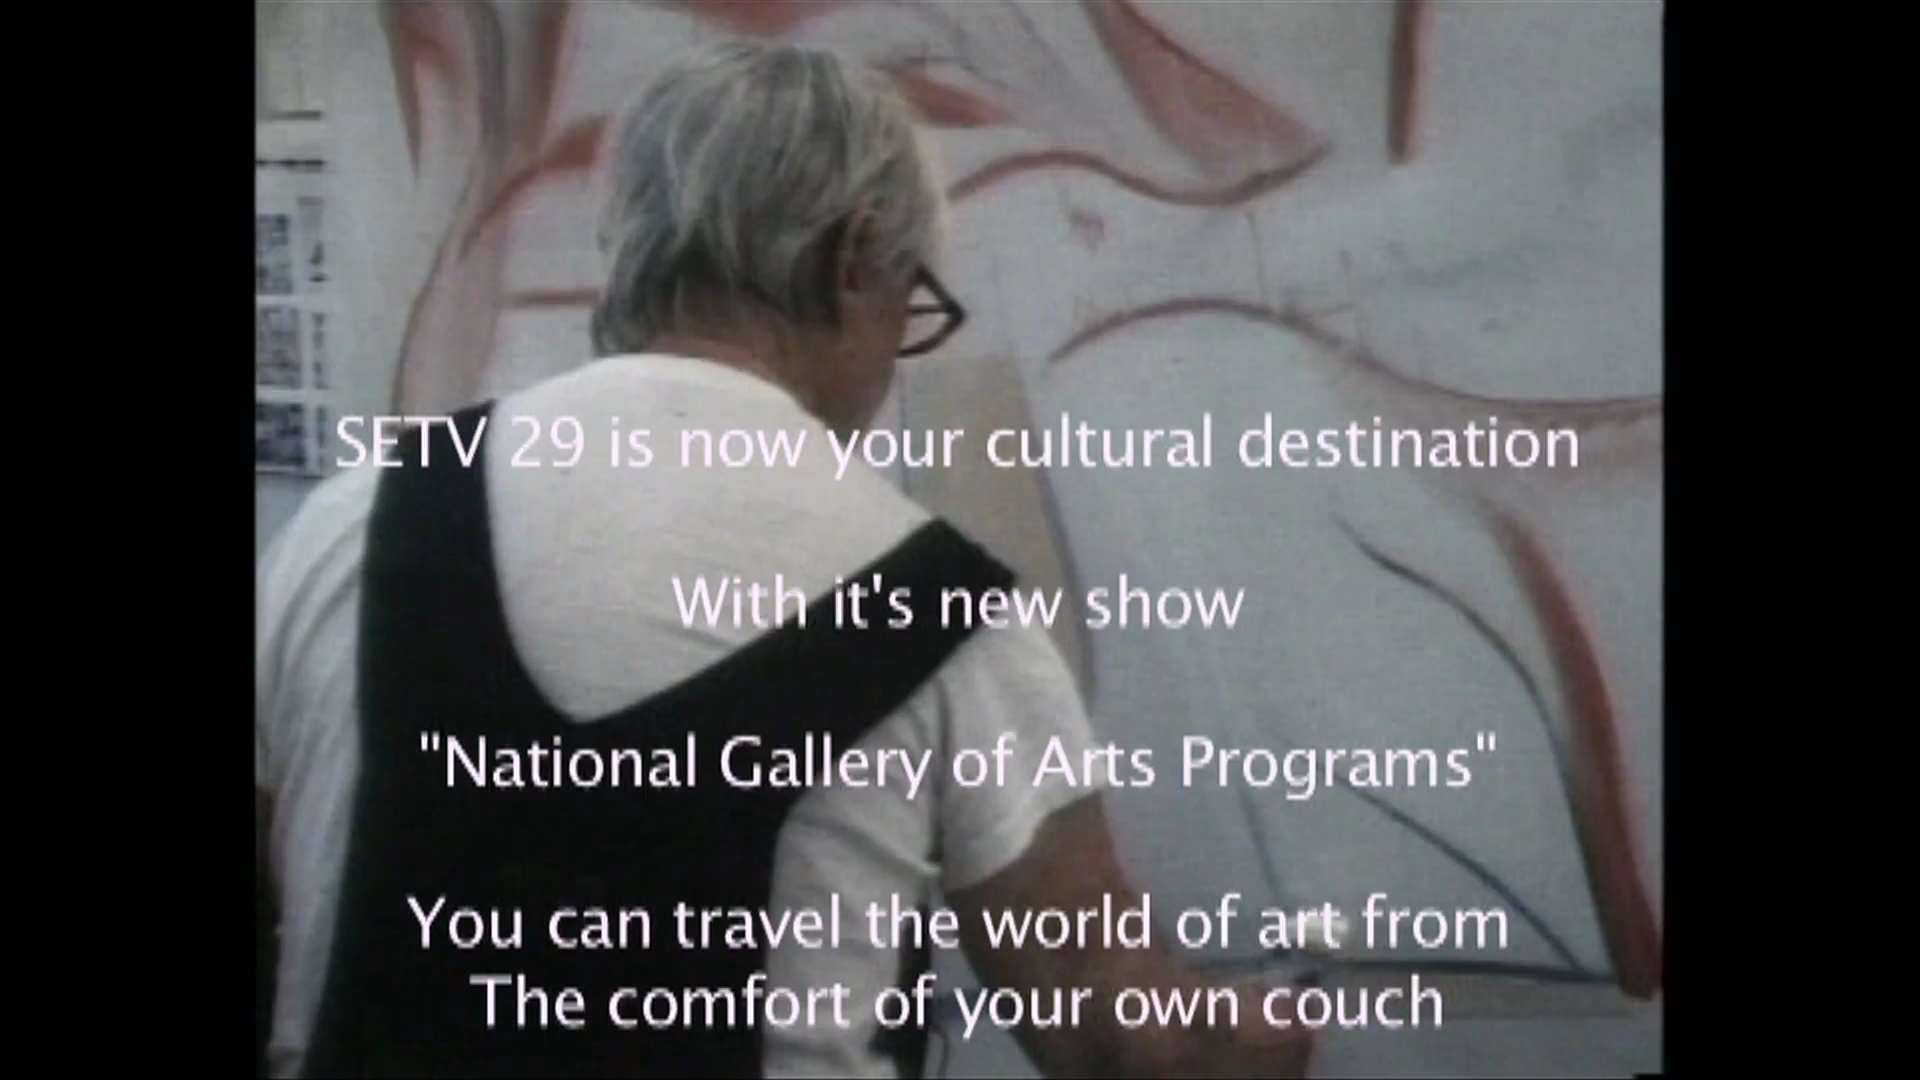 SETV 29 is now your cultural destination
With it's new show
"National Gallery of Arts Programs"
You can travel the world of art from
The comfort of your own couch